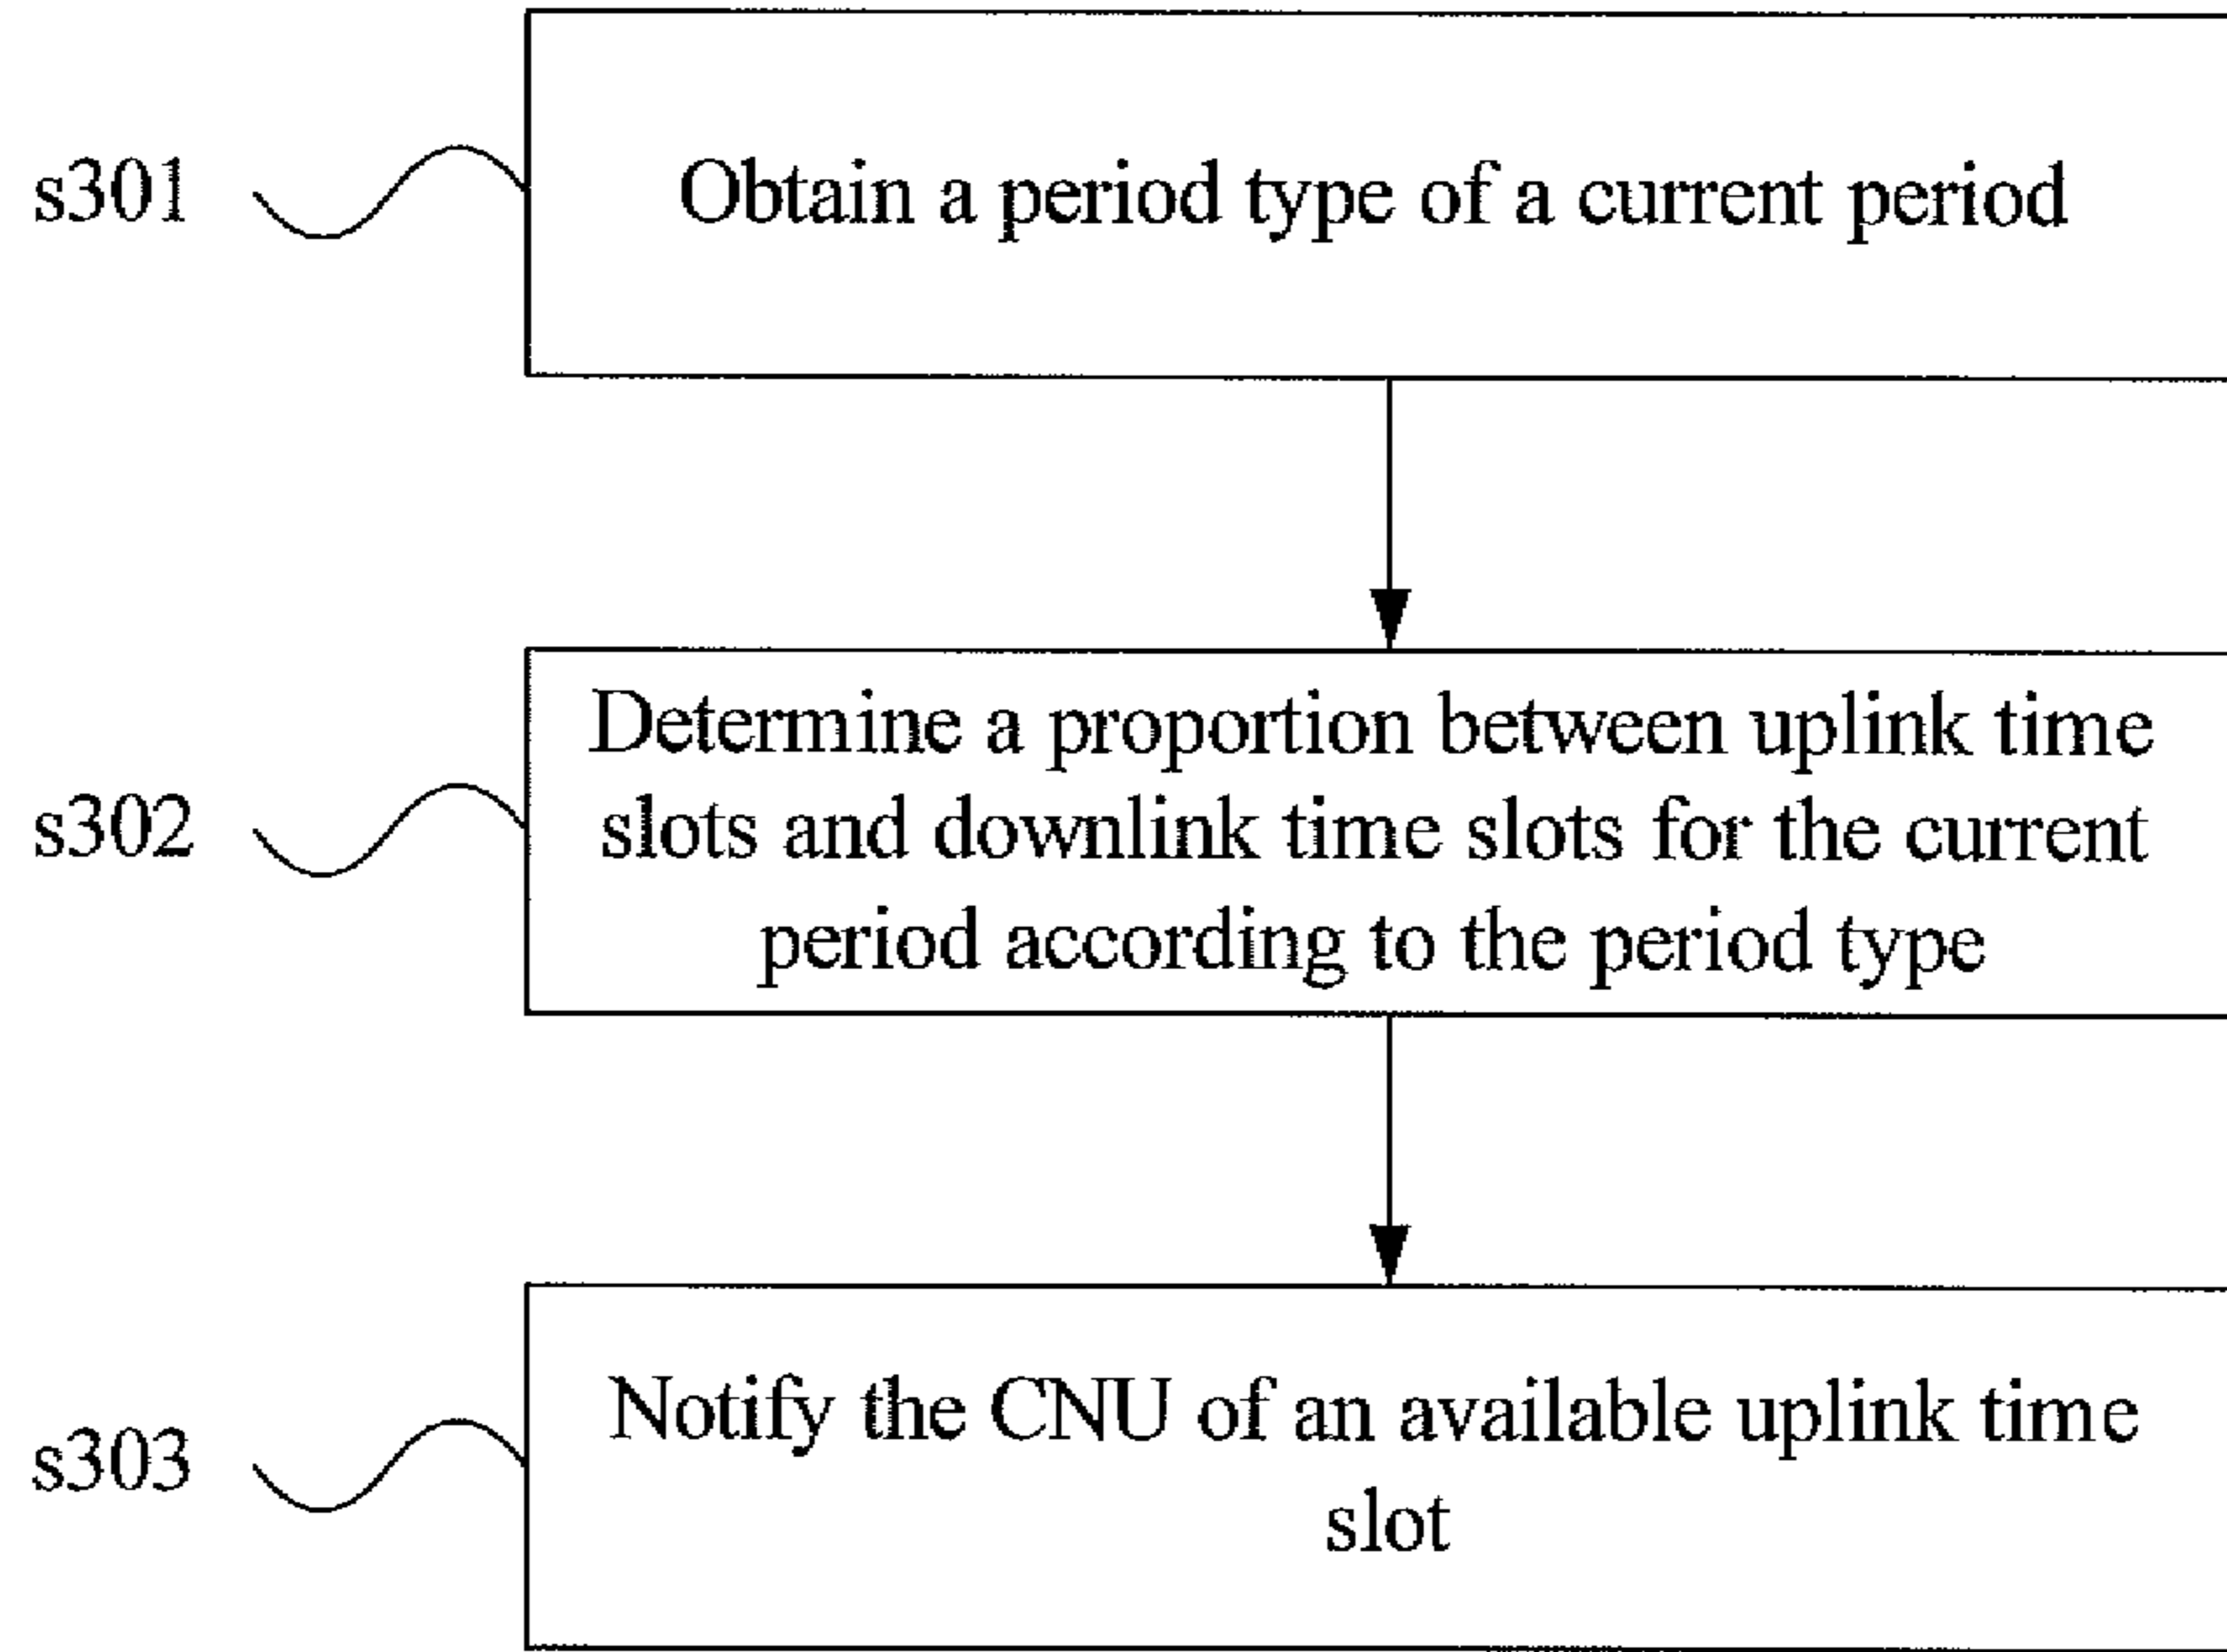 s301
Obtain a period type of a current period
s302
Determine a proportion between uplink time
slots and downlink time slots for the current
period according to the period type
s303
Notify the CNU of an available uplink time
slot